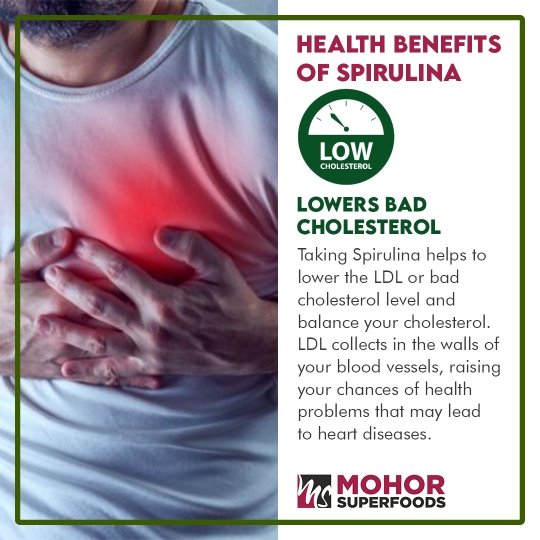 HEALTH BENEFITS
OF SPIRULINA
LOW
CHOLESTEROL
LOWERS BAD
CHOLESTEROL
Taking Spirulina helps to
lower the LDL or bad
cholesterol level and
balance your cholesterol.
LDL collects in the walls of
your blood vessels, raising
your chances of health
problems that may lead
to heart diseases.
ms MOHOR
SUPERFOODS